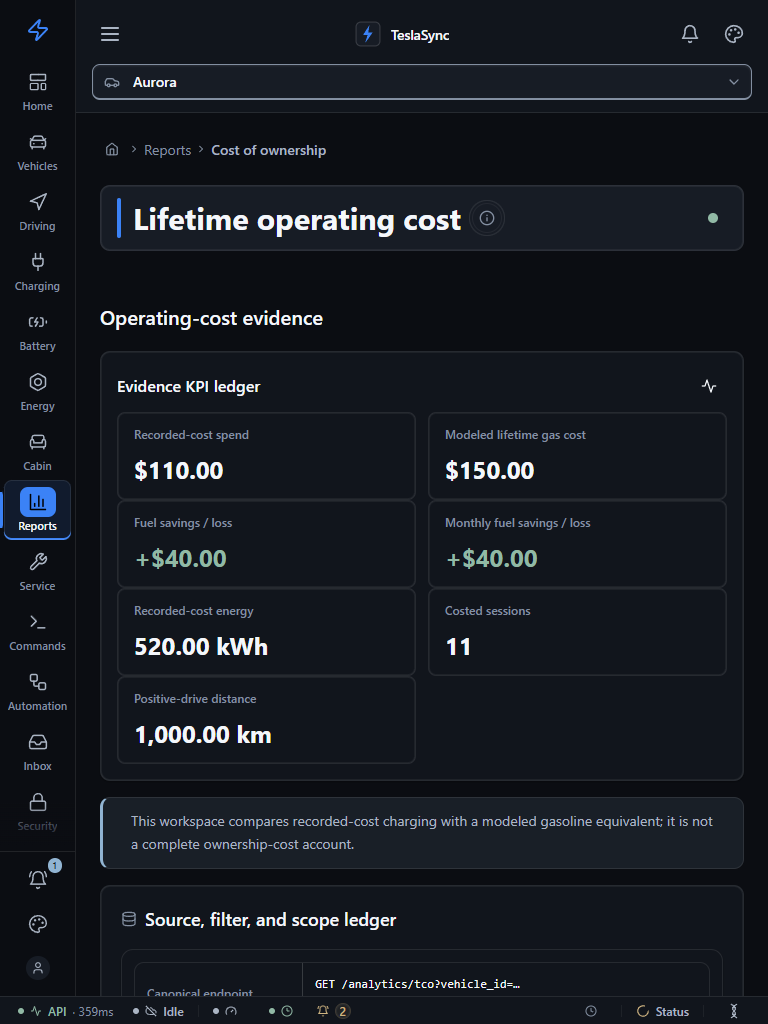 TeslaSync
Aurora
Home
Vehicles
Driving
Charging
Battery
Energy
Cabin
Reports
Service
Commands
Automation
Inbox
Security
1
Reports
Cost of ownership
Lifetime operating cost
Operating-cost evidence
Evidence KPI ledger
Recorded-cost spend
$110.00
Modeled lifetime gas cost
$150.00
Fuel savings / loss
+$40.00
Monthly fuel savings / loss
+$40.00
Recorded-cost energy
520.00 kWh
Costed sessions
11
Positive-drive distance
1,000.00 km
This workspace compares recorded-cost charging with a modeled gasoline equivalent; it is not
a complete ownership-cost account.
Source, filter, and scope ledger
Canonical endpoint
GET /analytics/tco?vehicle_id=…
API · 359ms
Idle
2
Status